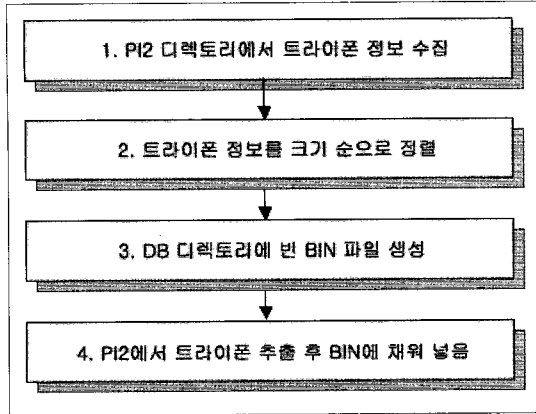 1. PI2 디렉토리에서 트라이폰 정보 수집
2. 트라이폰 정보를 크기 순으로 정렬
3. DB 디렉토리에 빈 BIN 파일 생성
4. PI2에서 트라이폰 추출 후 BIN에 채워 넣음